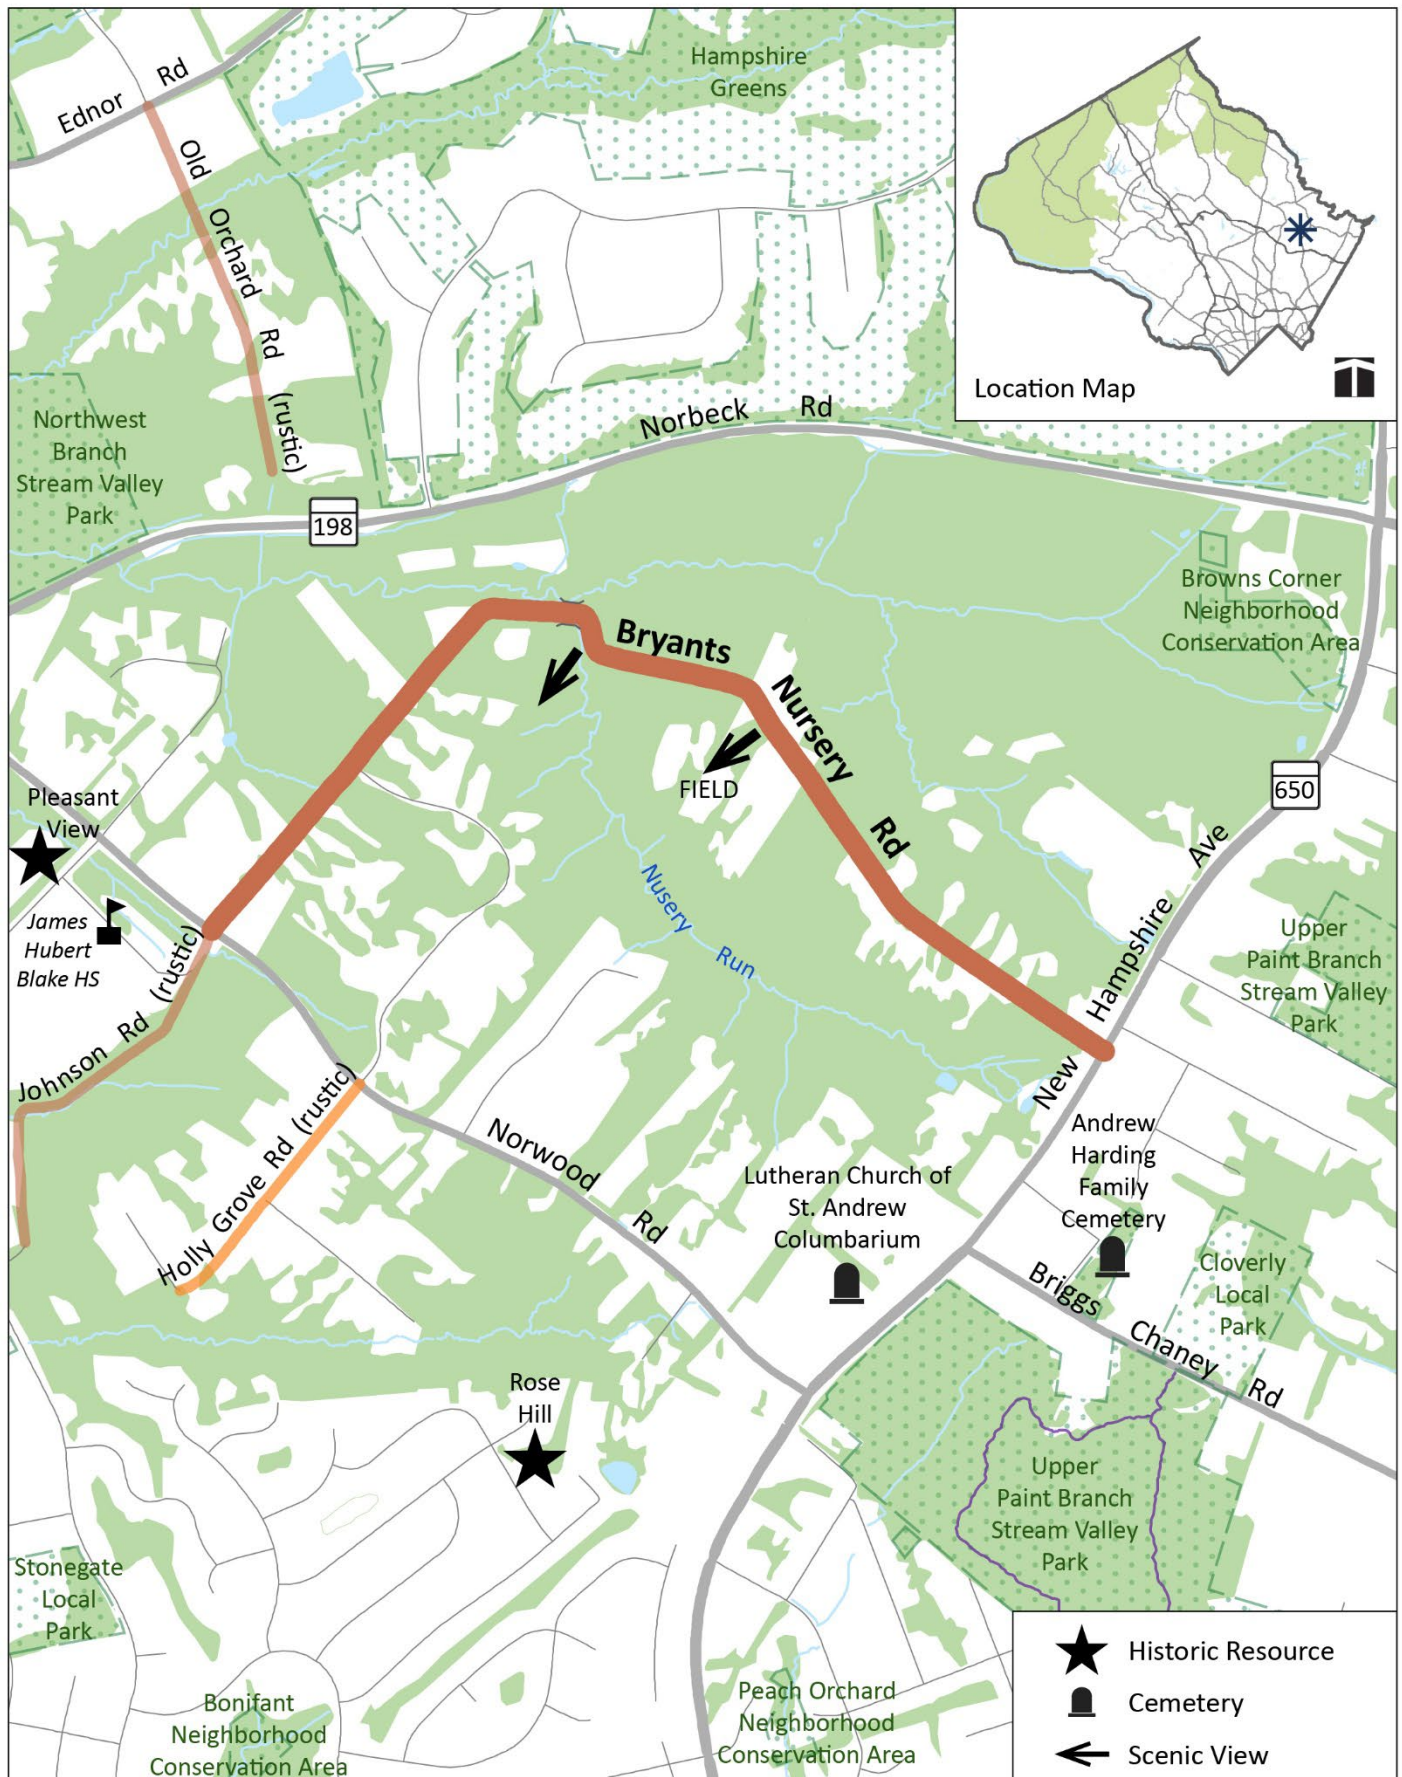 Hampshire
Greens
Ednor Rd
Old Orchard Rd (rustic)
Location Map
Norbeck Rd
Northwest
Branch
Stream Valley
Park
198
Browns Corner
Neighborhood
Conservation Area
Bryants Nursery Rd
FIELD
650
Pleasant
View
James
Hubert
Blake HS
Nusery Run
New Hampshire Ave
Upper
Paint Branch
Stream Valley
Park
Johnson Rd (rustic)
Holly Grove Rd (rustic)
Norwood Rd
Lutheran Church of
St. Andrew
Columbarium
Andrew
Harding
Family
Cemetery
Cloverly
Local
Park
Briggs Chaney Rd
Rose
Hill
Upper
Paint Branch
Stream Valley
Park
Stonegate
Local
Park
Bonifant
Neighborhood
Conservation Area
Peach Orchard
Neighborhood
Conservation Area
Historic Resource
Cemetery
Scenic View